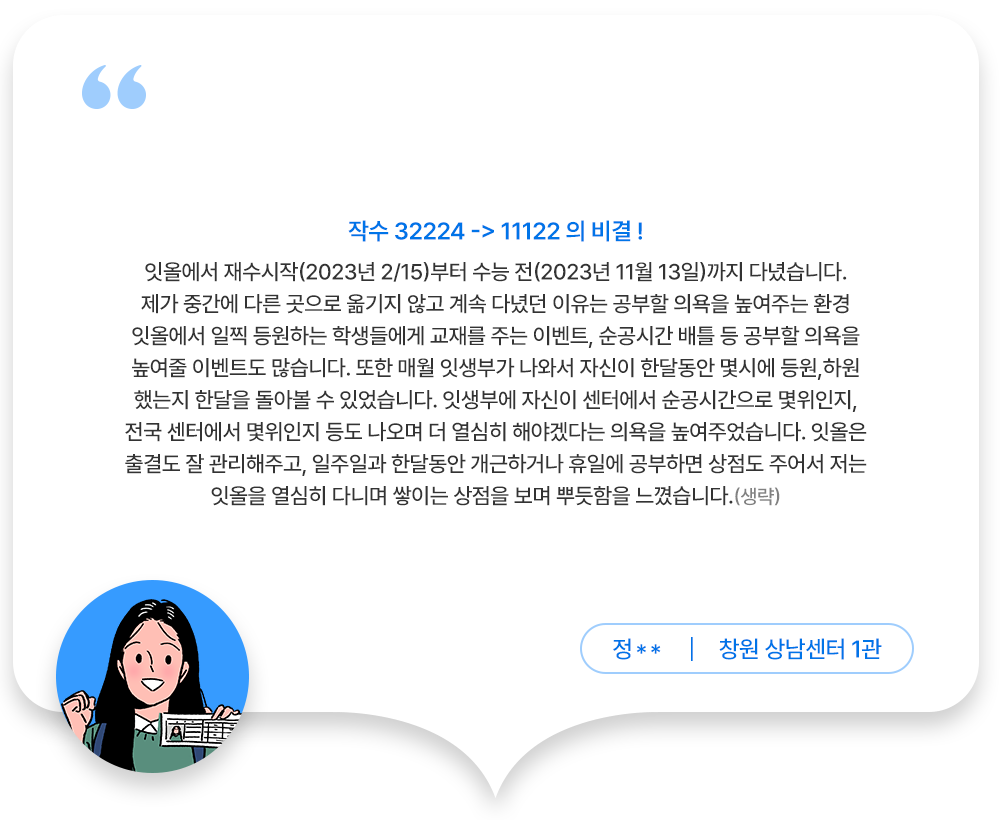 작수 32224 -> 11122 의 비결 !
잇올에서 재수시작(2023년 2/15)부터 수능 전(2023년 11월 13일)까지 다녔습니다.
제가 중간에 다른 곳으로 옮기지 않고 계속 다녔던 이유는 공부할 의욕을 높여주는 환경
잇올에서 일찍 등원하는 학생들에게 교재를 주는 이벤트, 순공시간 배틀 등 공부할 의욕을
높여줄 이벤트도 많습니다. 또한 매월 잇생부가 나와서 자신이 한달동안 몇시에 등원,하원
했는지 한달을 돌아볼 수 있었습니다. 잇생부에 자신이 센터에서 순공시간으로 몇위인지,
전국 센터에서 몇위인지 등도 나오며 더 열심히 해야겠다는 의욕을 높여주었습니다. 잇올은
출결도 잘 관리해주고, 일주일과 한달동안 개근하거나 휴일에 공부하면 상점도 주어서 저는
잇올을 열심히 다니며 쌓이는 상점을 보며 뿌듯함을 느꼈습니다.(생략)
정** | 창원 상남센터 1관